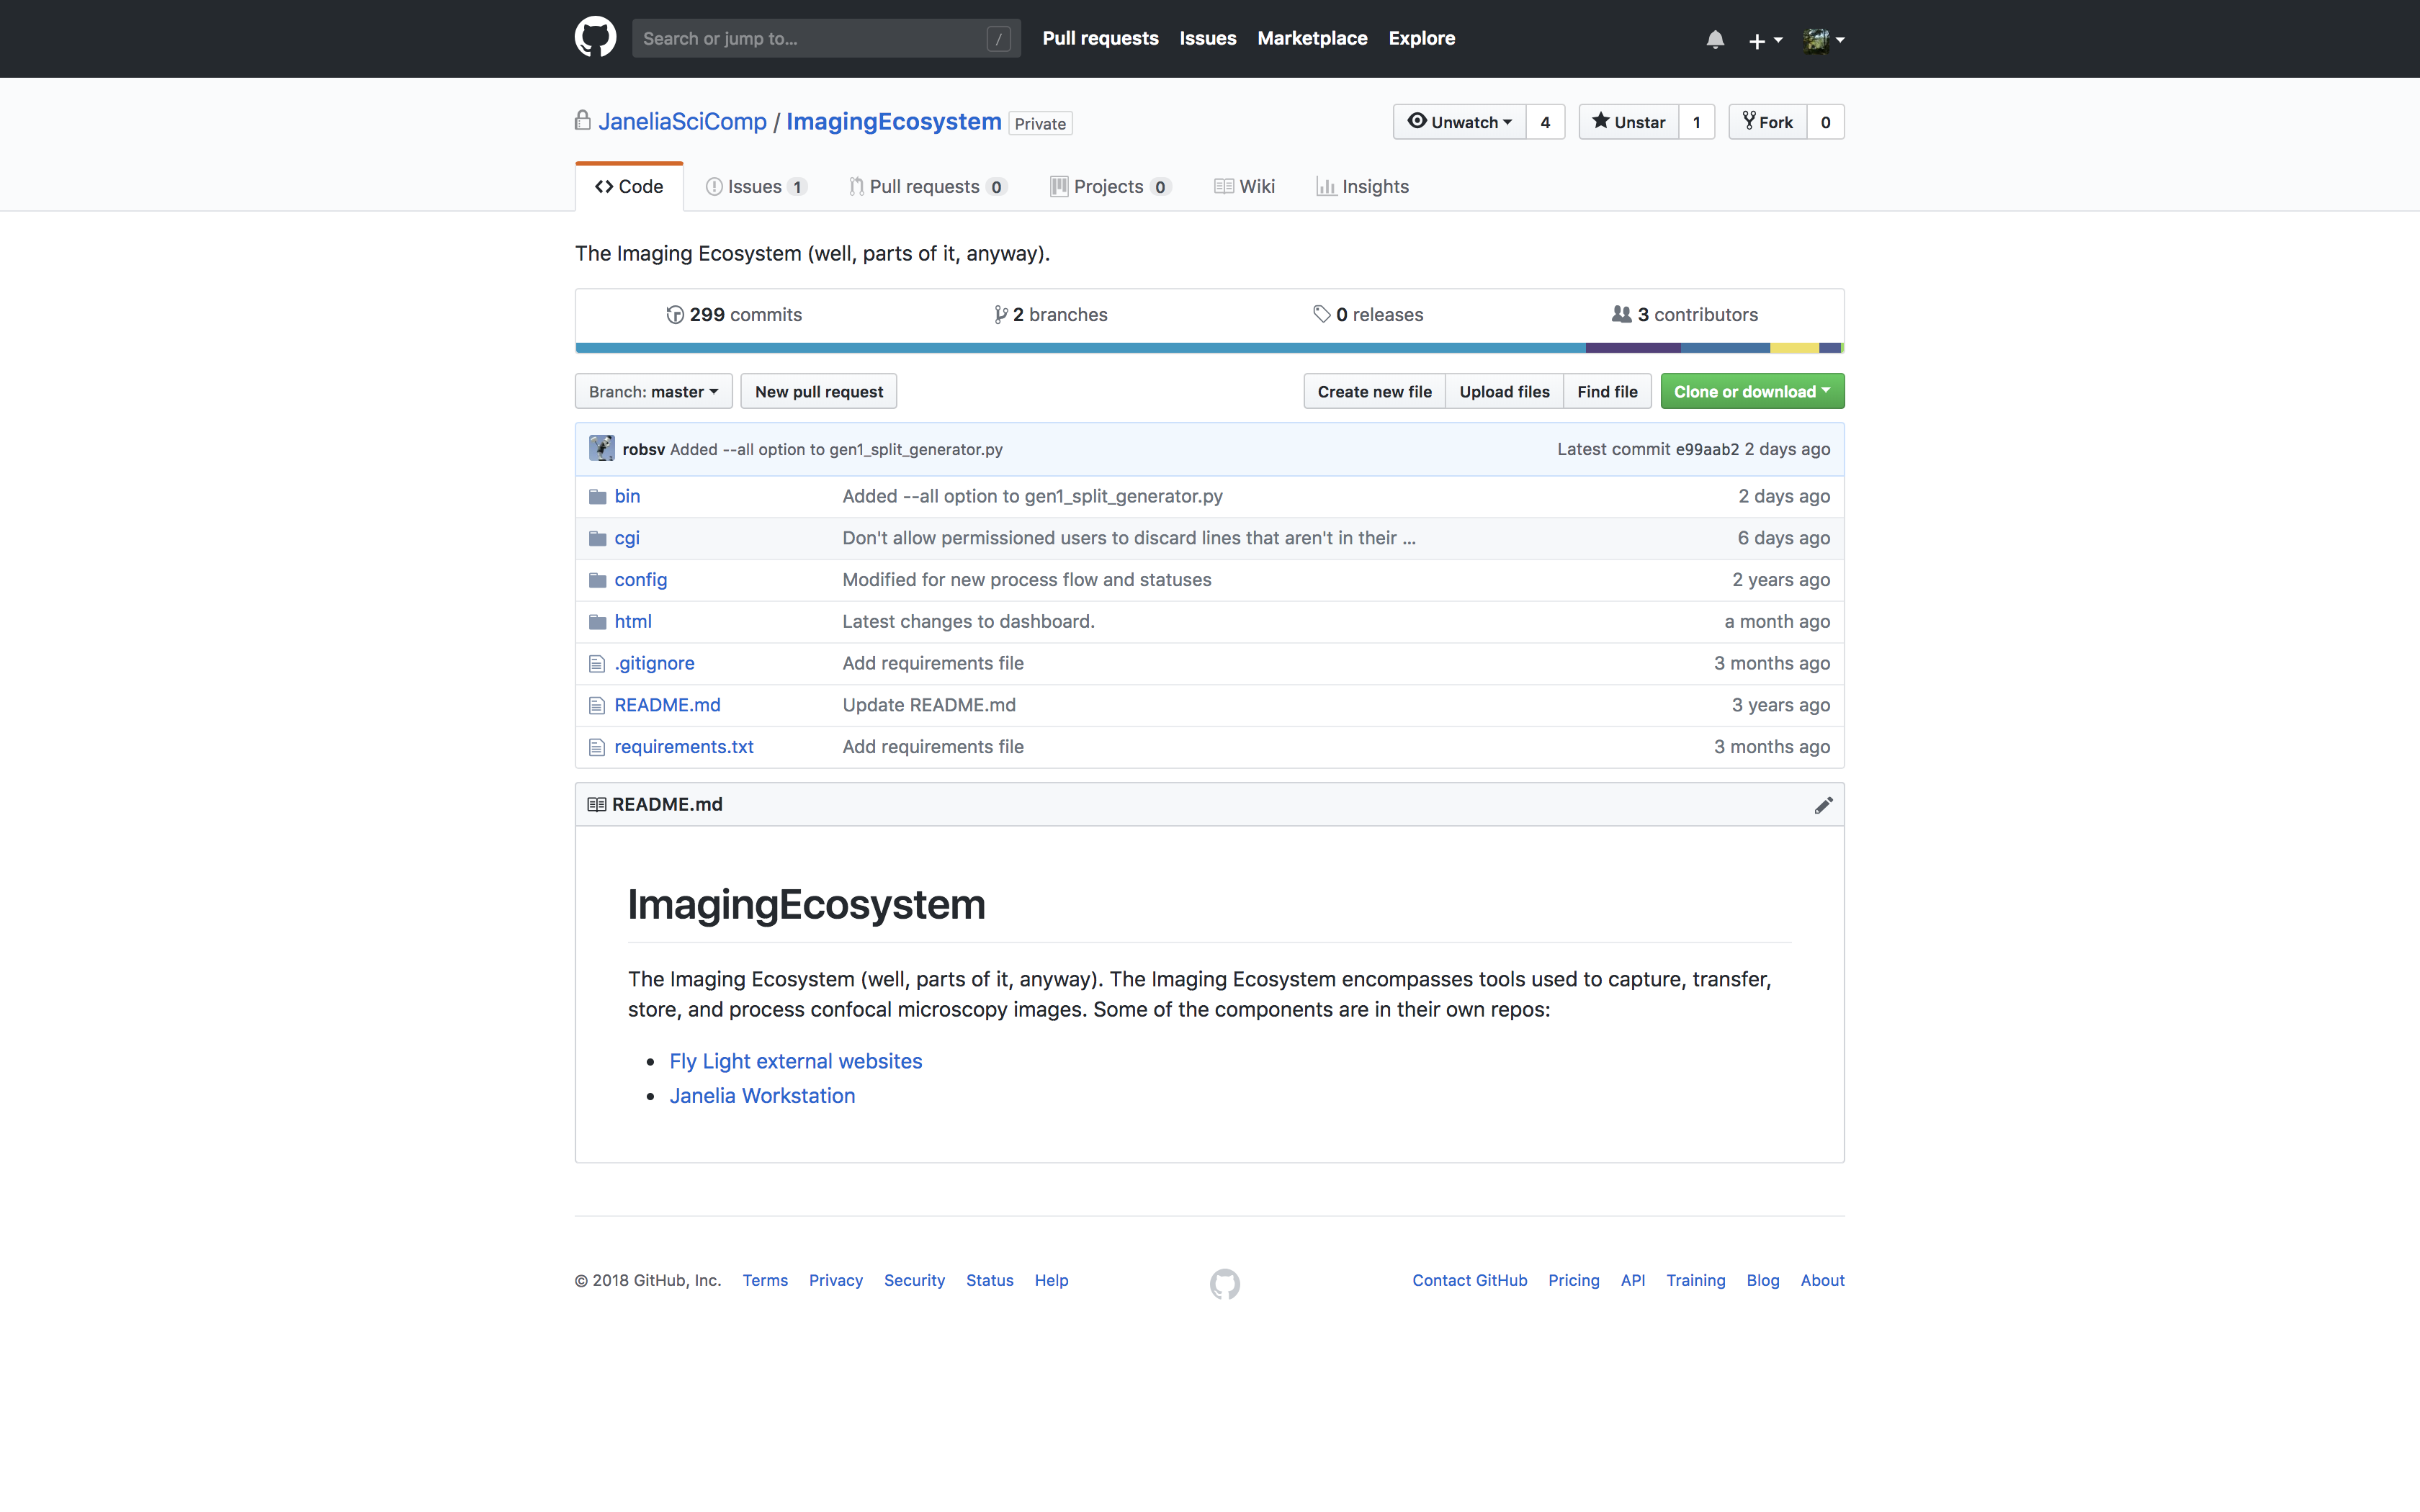 Search or jump to... /
Pull requests Issues Marketplace Explore
JaneliaSciComp / ImagingEcosystem Private
Unwatch 4 Unstar 1 Fork 0
Code Issues 1 Pull requests 0 Projects 0 Wiki Insights
The Imaging Ecosystem (well, parts of it, anyway).
299 commits 2 branches 0 releases 3 contributors
Branch: master New pull request Create new file Upload files Find file Clone or download
robsv Added --all option to gen1_split_generator.py Latest commit e99aab2 2 days ago
bin Added --all option to gen1_split_generator.py 2 days ago
cgi Don't allow permissioned users to discard lines that aren't in their ... 6 days ago
config Modified for new process flow and statuses 2 years ago
html Latest changes to dashboard. a month ago
.gitignore Add requirements file 3 months ago
README.md Update README.md 3 years ago
requirements.txt Add requirements file 3 months ago
README.md
ImagingEcosystem
The Imaging Ecosystem (well, parts of it, anyway). The Imaging Ecosystem encompasses tools used to capture, transfer,
store, and process confocal microscopy images. Some of the components are in their own repos:
• Fly Light external websites
• Janelia Workstation
© 2018 GitHub, Inc. Terms Privacy Security Status Help Contact GitHub Pricing API Training Blog About